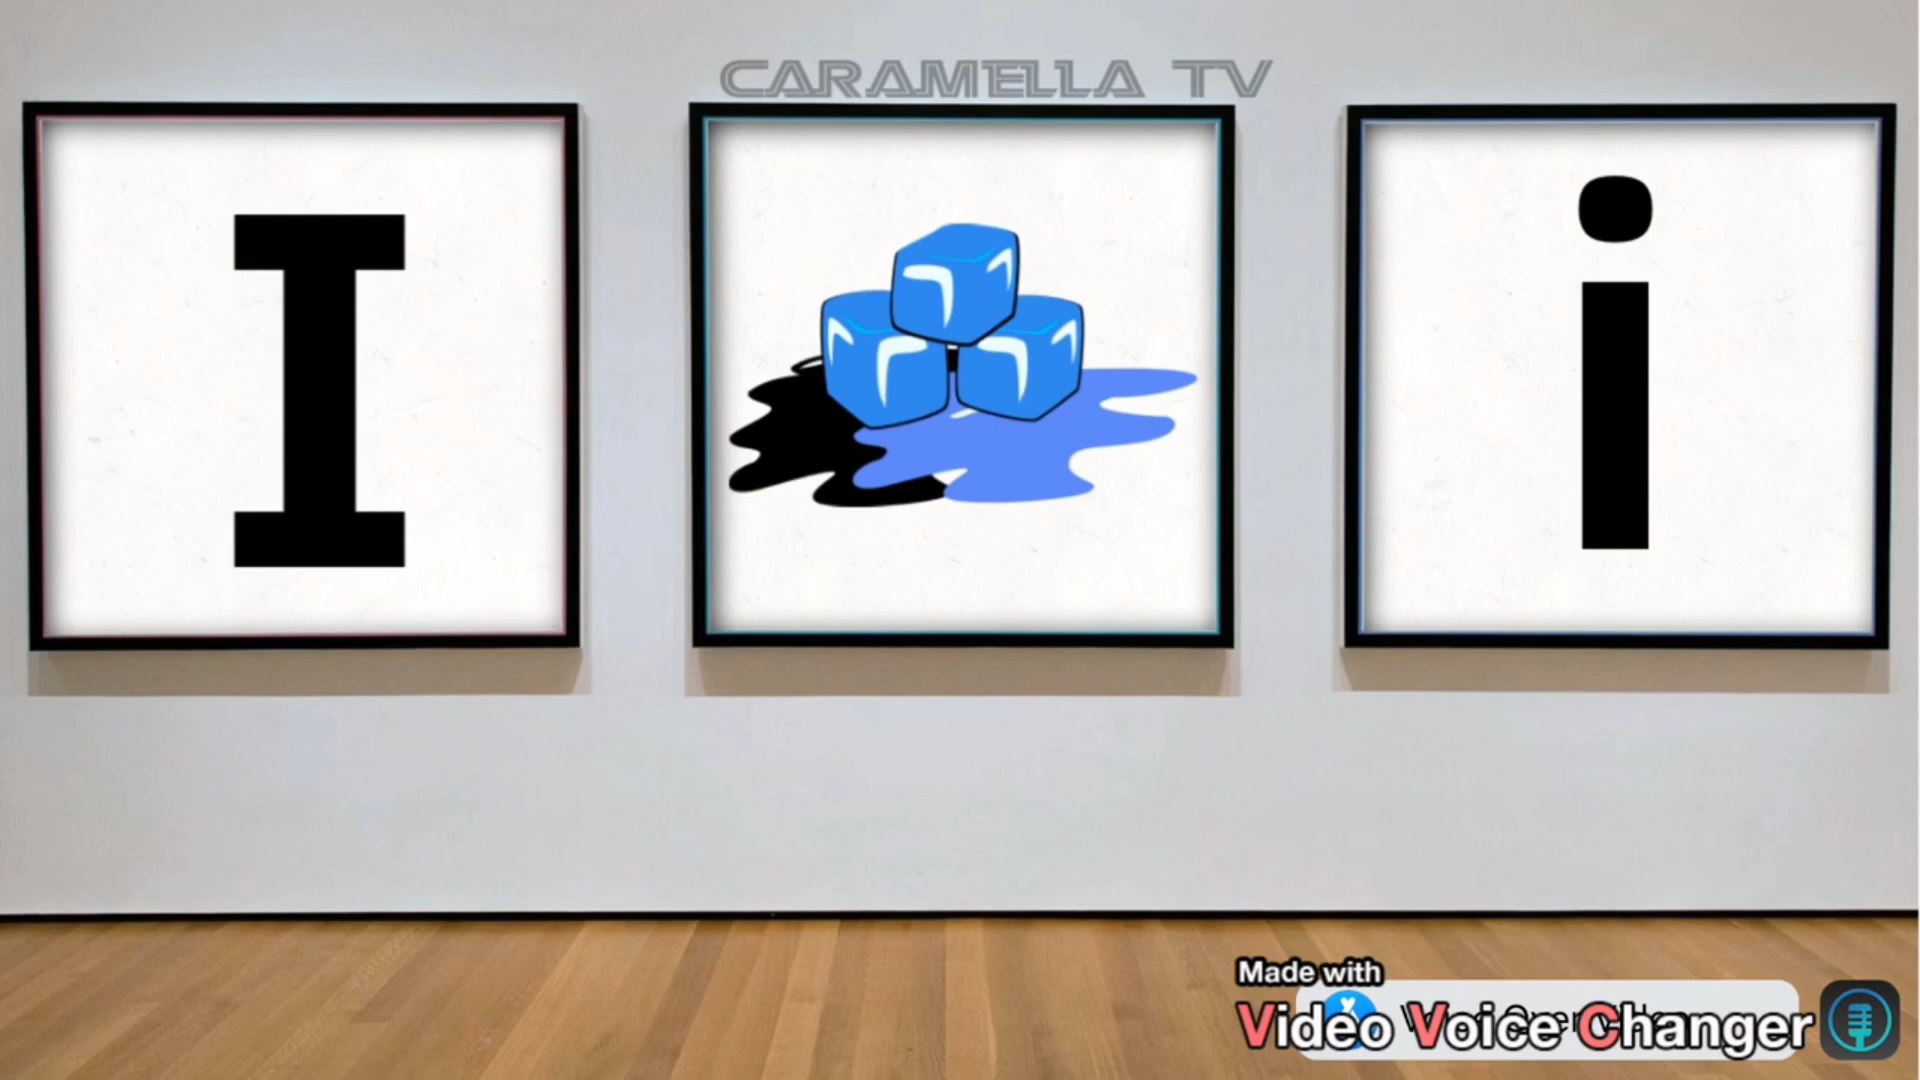 CARAMELLA TV
I
i
Made with
Video Voice Changer